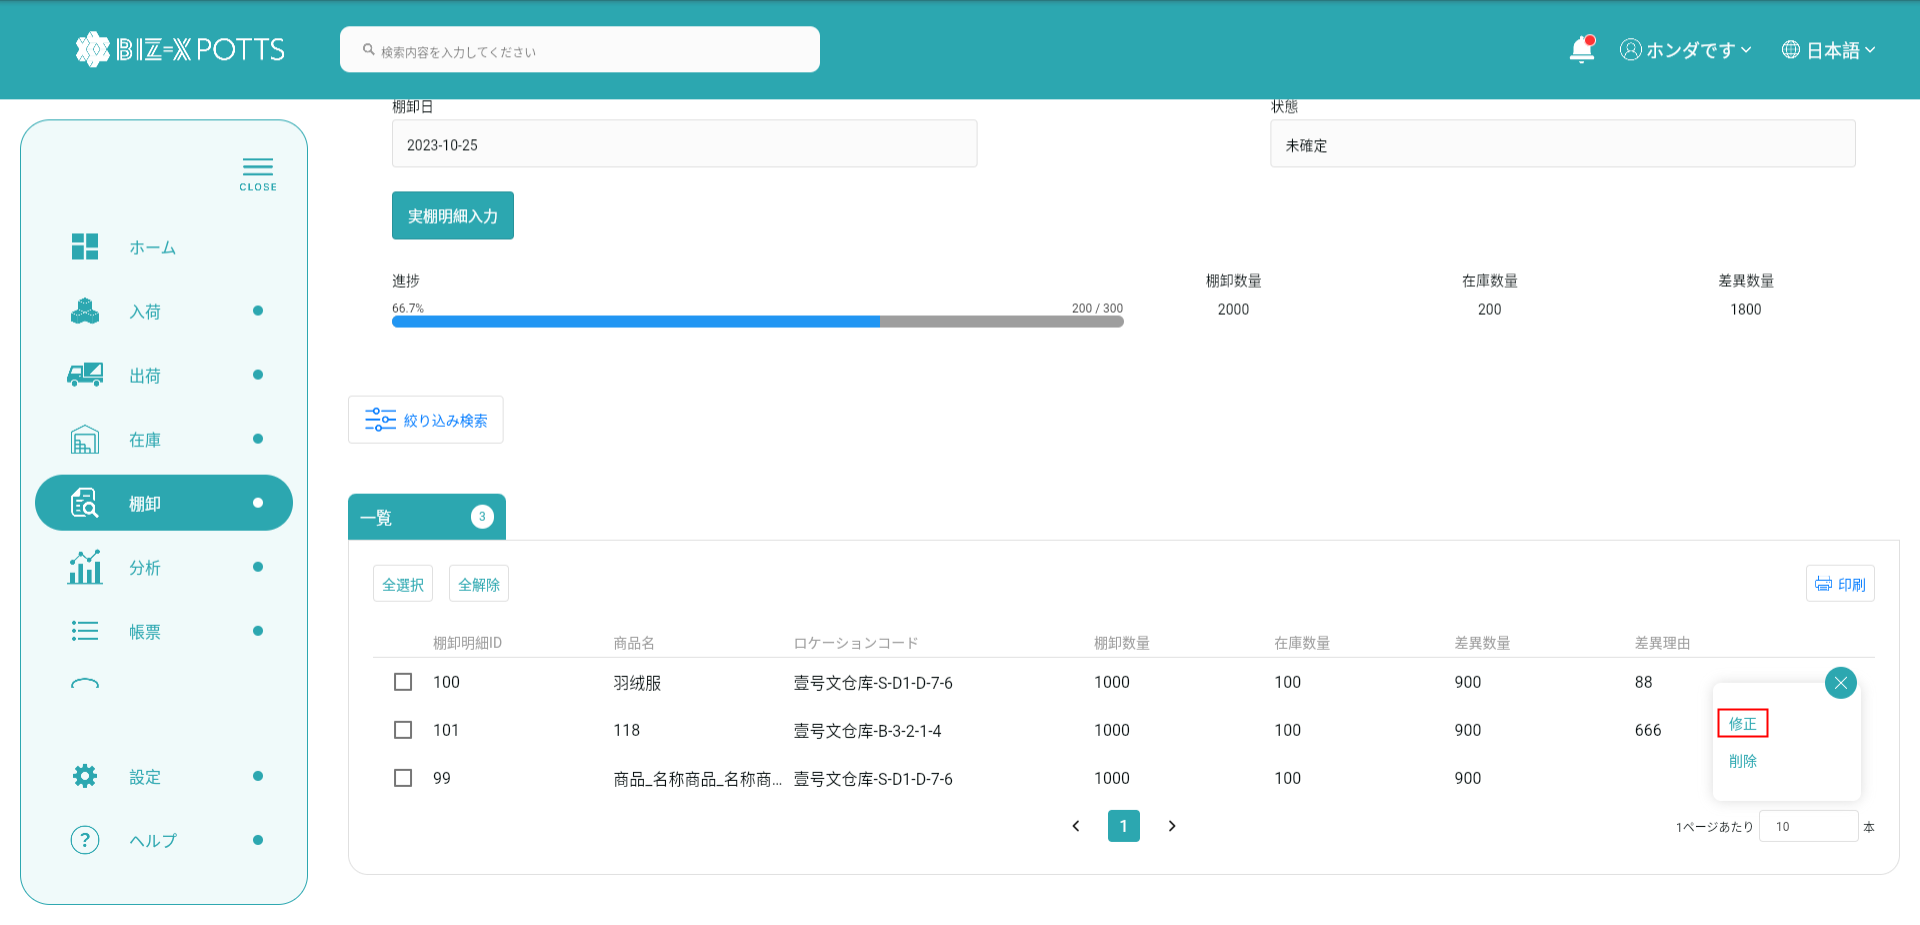 BIZ=X POTTS
検索内容を入力してください
ホンダです
日本語
CLOSE
ホーム
入荷
出荷
在庫
棚卸
分析
帳票
設定
ヘルプ
棚卸日
状態
2023-10-25
未確定
実棚明細入力
進捗
棚卸数量
在庫数量
差異数量
66.7%
200 / 300
2000
200
1800
絞り込み検索
一覧
3
全選択
全解除
印刷
棚卸明細ID 商品名 ロケーションコード 棚卸数量 在庫数量 差異数量 差異理由
100 羽绒服 壹号文仓库-S-D1-D-7-6 1000 100 900 88
101 118 壹号文仓库-B-3-2-1-4 1000 100 900 666
99 商品_名称商品_名称商... 壹号文仓库-S-D1-D-7-6 1000 100 900
修正
削除
1
1ページあたり 10 本